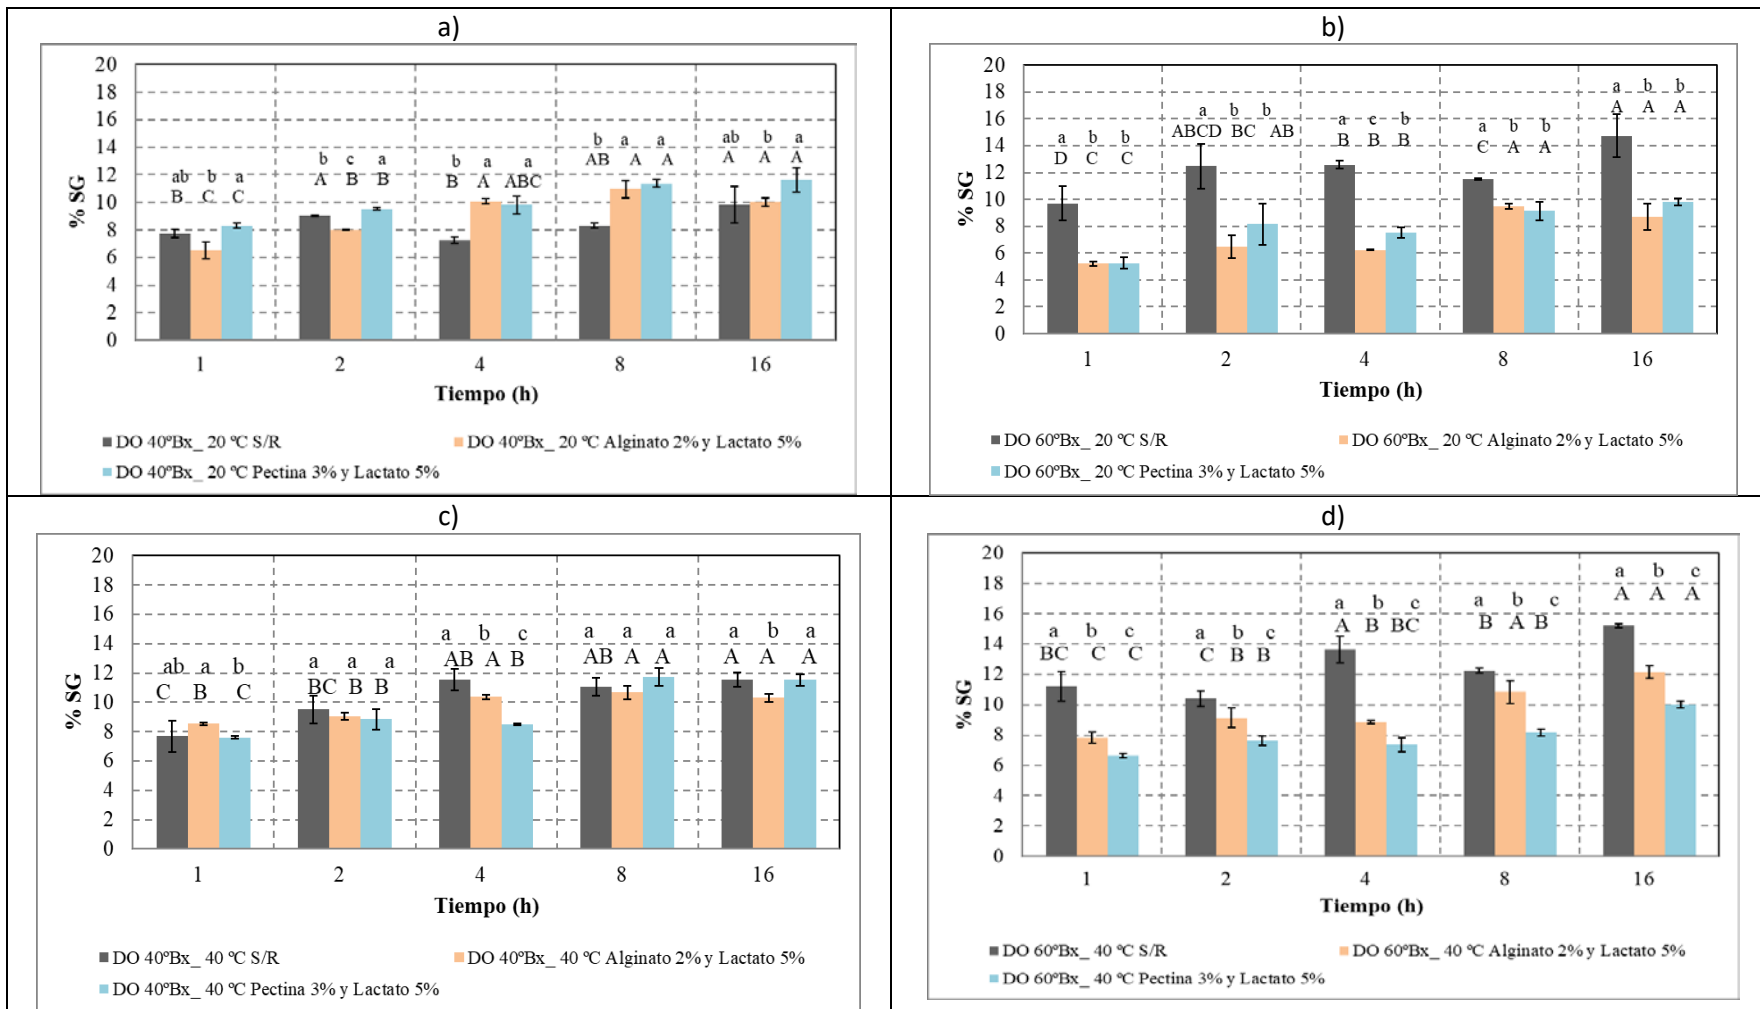 a)
20
18
16
14
12
10
8
6
4
2
0
% SG
ab b a
B C C
b c a
A B B
b a a
B A ABC
b a a
AB A A
ab b a
A A A
1 2 4 8 16
Tiempo (h)
DO 40ºBx_ 20 ºC S/R
DO 40ºBx_ 20 ºC Alginato 2% y Lactato 5%
DO 40ºBx_ 20 ºC Pectina 3% y Lactato 5%
b)
20
18
16
14
12
10
8
6
4
2
0
% SG
a b b
D C C
a b b
ABCD BC AB
a c b
B B B
a b b
C A A
a b b
A A A
1 2 4 8 16
Tiempo (h)
DO 60ºBx_ 20 ºC S/R
DO 60ºBx_ 20 ºC Alginato 2% y Lactato 5%
DO 60ºBx_ 20 ºC Pectina 3% y Lactato 5%
c)
20
18
16
14
12
10
8
6
4
2
0
% SG
ab a b
C B C
a a a
BC B B
a b c
AB A B
a a a
AB A A
a b a
A A A
1 2 4 8 16
Tiempo (h)
DO 40ºBx_ 40 ºC S/R
DO 40ºBx_ 40 ºC Alginato 2% y Lactato 5%
DO 40ºBx_ 40 ºC Pectina 3% y Lactato 5%
d)
20
18
16
14
12
10
8
6
4
2
0
% SG
a b c
BC C C
a b c
C B B
a b c
A B BC
a b c
B A B
a b c
A A A
1 2 4 8 16
Tiempo (h)
DO 60ºBx_ 40 ºC S/R
DO 60ºBx_ 40 ºC Alginato 2% y Lactato 5%
DO 60ºBx_ 40 ºC Pectina 3% y Lactato 5%